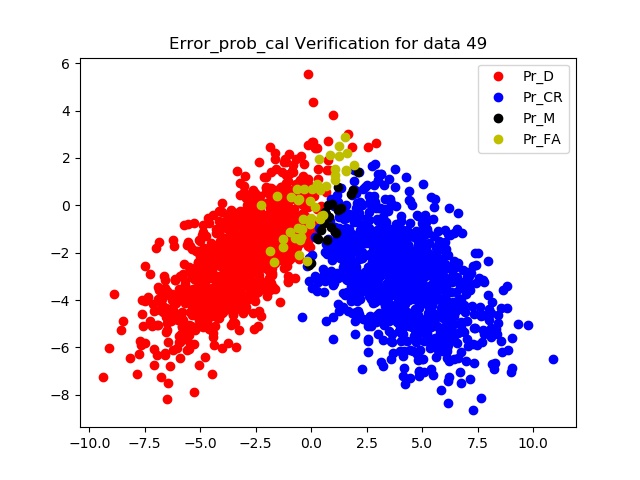 Error_prob_cal Verification for data 49
Pr_D
Pr_CR
Pr_M
Pr_FA
6
4
2
0
−2
−4
−6
−8
−10.0 −7.5 −5.0 −2.5 0.0 2.5 5.0 7.5 10.0